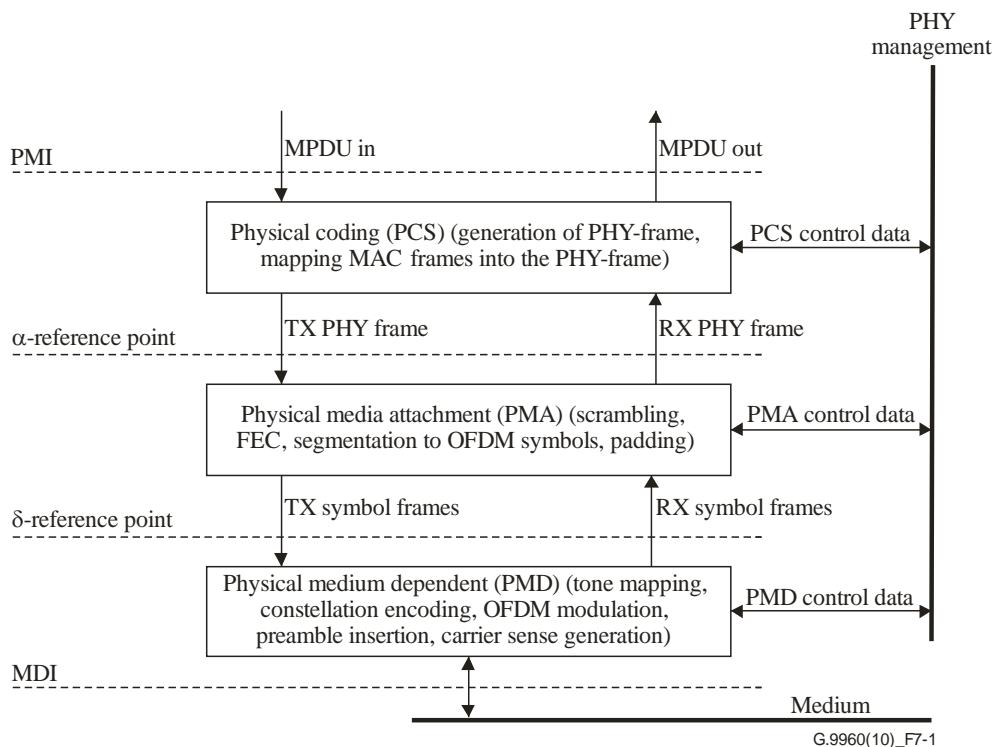 PHY
management
MPDU in
MPDU out
PMI
Physical coding (PCS) (generation of PHY-frame,
mapping MAC frames into the PHY-frame)
PCS control data
TX PHY frame
RX PHY frame
α-reference point
Physical media attachment (PMA) (scrambling,
FEC, segmentation to OFDM symbols, padding)
PMA control data
TX symbol frames
RX symbol frames
δ-reference point
Physical medium dependent (PMD) (tone mapping,
constellation encoding, OFDM modulation,
preamble insertion, carrier sense generation)
PMD control data
MDI
Medium
G.9960(10)_F7-1